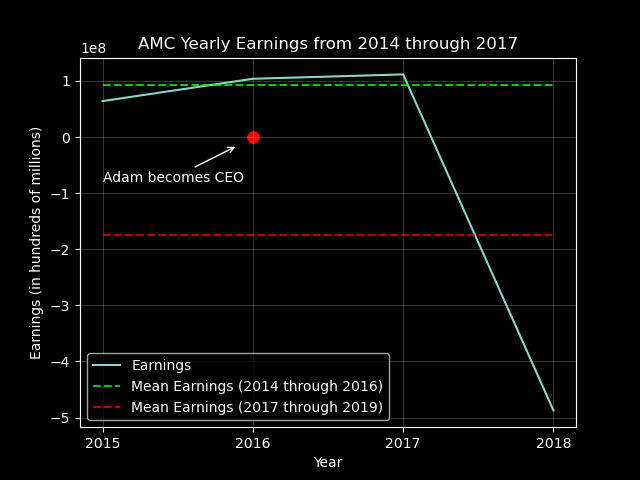 AMC Yearly Earnings from 2014 through 2017
1e8
1
0
−1
−2
−3
−4
−5
Earnings (in hundreds of millions)
Adam becomes CEO
Earnings
Mean Earnings (2014 through 2016)
Mean Earnings (2017 through 2019)
2015 2016 2017 2018
Year